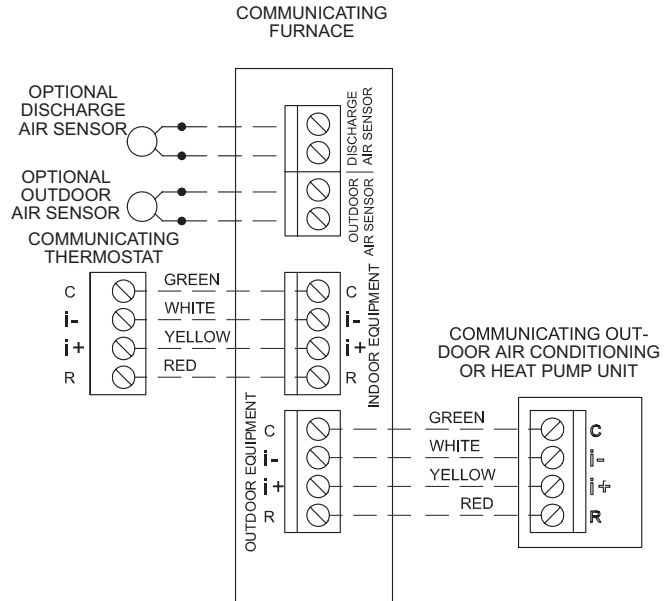 COMMUNICATING
FURNACE
OPTIONAL
DISCHARGE
AIR SENSOR
DISCHARGE
AIR SENSOR
OPTIONAL
OUTDOOR
AIR SENSOR
OUTDOOR
AIR SENSOR
COMMUNICATING
THERMOSTAT
C
i-
i+
R
GREEN
WHITE
YELLOW
RED
C
i-
i+
R
INDOOR EQUIPMENT
COMMUNICATING OUT-
DOOR AIR CONDITIONING
OR HEAT PUMP UNIT
OUTDOOR EQUIPMENT
C
i-
i+
R
GREEN
WHITE
YELLOW
RED
C
i-
i+
R